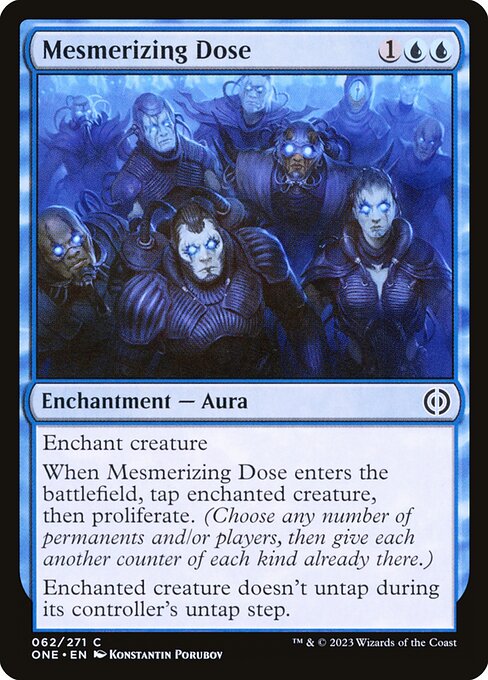 Mesmerizing Dose 1
Enchantment — Aura
Enchant creature
When Mesmerizing Dose enters the
battlefield, tap enchanted creature,
then proliferate. (Choose any number of
permanents and/or players, then give each
another counter of each kind already there.)
Enchanted creature doesn't untap during
its controller's untap step.
062/271 C
ONE • EN Konstantin Porubov
™ & © 2023 Wizards of the Coast